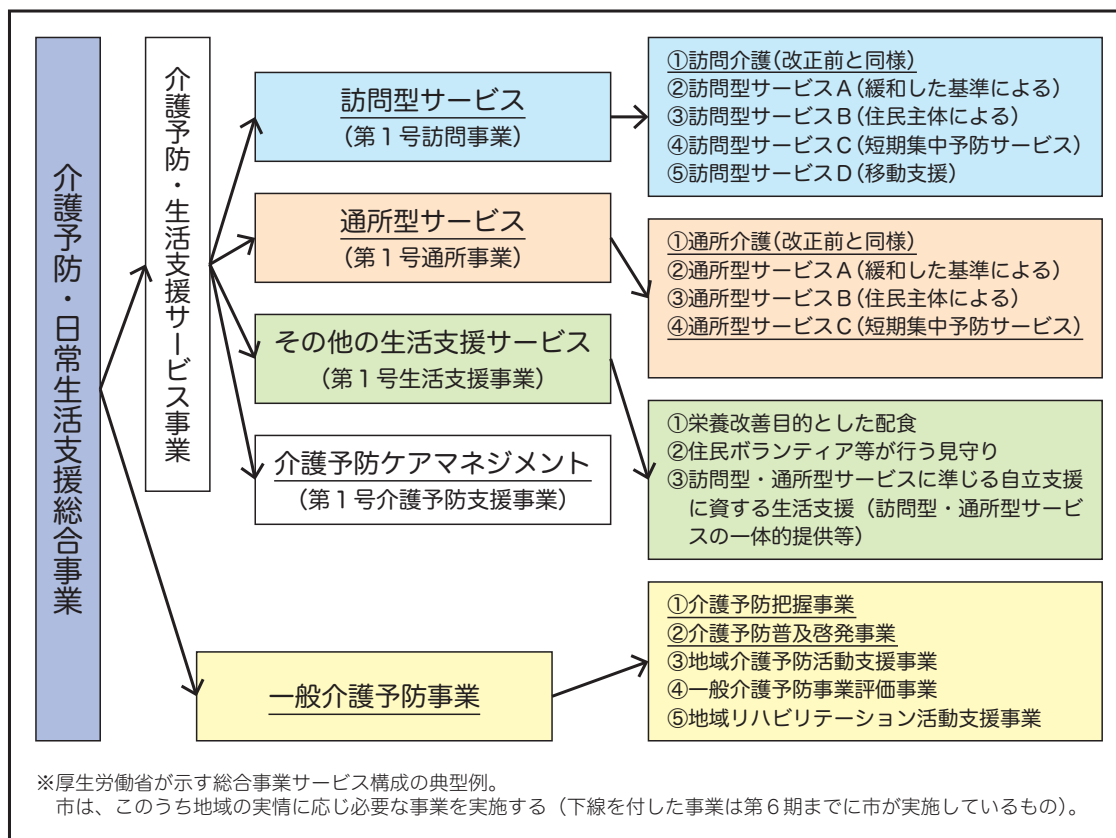 介護予防・日常生活支援総合事業
介護予防・生活支援サービス事業
訪問型サービス
(第1号訪問事業)
①訪問介護(改正前と同様)
②訪問型サービスA(緩和した基準による)
③訪問型サービスB(住民主体による)
④訪問型サービスC(短期集中予防サービス)
⑤訪問型サービスD(移動支援)
通所型サービス
(第1号通所事業)
①通所介護(改正前と同様)
②通所型サービスA(緩和した基準による)
③通所型サービスB(住民主体による)
④通所型サービスC(短期集中予防サービス)
その他の生活支援サービス
(第1号生活支援事業)
①栄養改善目的とした配食
②住民ボランティア等が行う見守り
③訪問型・通所型サービスに準じる自立支援
に資する生活支援(訪問型・通所型サービ
スの一体的提供等)
介護予防ケアマネジメント
(第1号介護予防支援事業)
一般介護予防事業
①介護予防把握事業
②介護予防普及啓発事業
③地域介護予防活動支援事業
④一般介護予防事業評価事業
⑤地域リハビリテーション活動支援事業
※厚生労働省が示す総合事業サービス構成の典型例。
市は、このうち地域の実情に応じ必要な事業を実施する(下線を付した事業は第6期までに市が実施しているもの)。